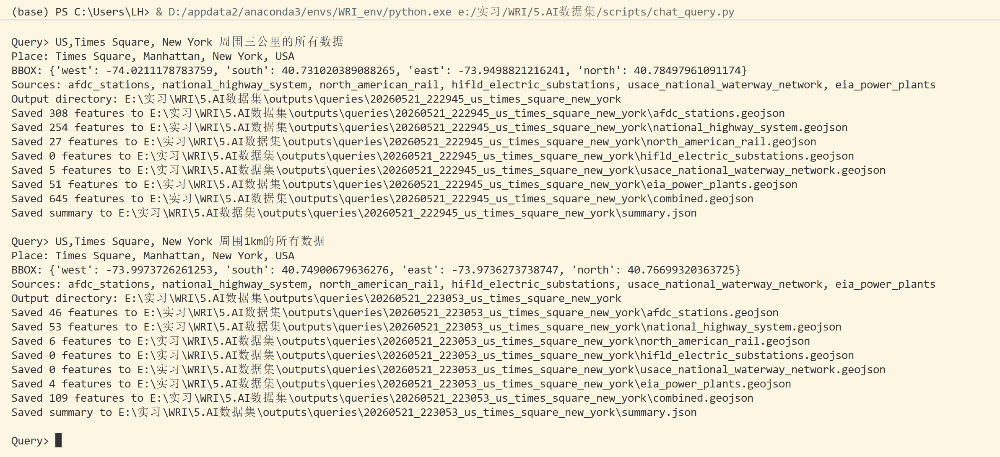 (base) PS C:\Users\LH> & D:/appdata2/anaconda3/envs/WRI_env/python.exe e:/实习/WRI/5.AI数据集/scripts/chat_query.py
Query> US,Times Square, New York 周围三公里的所有数据
Place: Times Square, Manhattan, New York, USA
BBOX: {'west': -74.0211178783759, 'south': 40.731020389088265, 'east': -73.9498821216241, 'north': 40.78497961091174}
Sources: afdc_stations, national_highway_system, north_american_rail, hifld_electric_substations, usace_national_waterway_network, eia_power_plants
Output directory: E:\实习\WRI\5.AI数据集\outputs\queries\20260521_222945_us_times_square_new_york
Saved 308 features to E:\实习\WRI\5.AI数据集\outputs\queries\20260521_222945_us_times_square_new_york\afdc_stations.geojson
Saved 254 features to E:\实习\WRI\5.AI数据集\outputs\queries\20260521_222945_us_times_square_new_york\national_highway_system.geojson
Saved 27 features to E:\实习\WRI\5.AI数据集\outputs\queries\20260521_222945_us_times_square_new_york\north_american_rail.geojson
Saved 0 features to E:\实习\WRI\5.AI数据集\outputs\queries\20260521_222945_us_times_square_new_york\hifld_electric_substations.geojson
Saved 5 features to E:\实习\WRI\5.AI数据集\outputs\queries\20260521_222945_us_times_square_new_york\usace_national_waterway_network.geojson
Saved 51 features to E:\实习\WRI\5.AI数据集\outputs\queries\20260521_222945_us_times_square_new_york\eia_power_plants.geojson
Saved 645 features to E:\实习\WRI\5.AI数据集\outputs\queries\20260521_222945_us_times_square_new_york\combined.geojson
Saved summary to E:\实习\WRI\5.AI数据集\outputs\queries\20260521_222945_us_times_square_new_york\summary.json
Query> US,Times Square, New York 周围1km的所有数据
Place: Times Square, Manhattan, New York, USA
BBOX: {'west': -73.9973726261253, 'south': 40.74900679636276, 'east': -73.9736273738747, 'north': 40.76699320363725}
Sources: afdc_stations, national_highway_system, north_american_rail, hifld_electric_substations, usace_national_waterway_network, eia_power_plants
Output directory: E:\实习\WRI\5.AI数据集\outputs\queries\20260521_223053_us_times_square_new_york
Saved 46 features to E:\实习\WRI\5.AI数据集\outputs\queries\20260521_223053_us_times_square_new_york\afdc_stations.geojson
Saved 53 features to E:\实习\WRI\5.AI数据集\outputs\queries\20260521_223053_us_times_square_new_york\national_highway_system.geojson
Saved 6 features to E:\实习\WRI\5.AI数据集\outputs\queries\20260521_223053_us_times_square_new_york\north_american_rail.geojson
Saved 0 features to E:\实习\WRI\5.AI数据集\outputs\queries\20260521_223053_us_times_square_new_york\hifld_electric_substations.geojson
Saved 0 features to E:\实习\WRI\5.AI数据集\outputs\queries\20260521_223053_us_times_square_new_york\usace_national_waterway_network.geojson
Saved 4 features to E:\实习\WRI\5.AI数据集\outputs\queries\20260521_223053_us_times_square_new_york\eia_power_plants.geojson
Saved 109 features to E:\实习\WRI\5.AI数据集\outputs\queries\20260521_223053_us_times_square_new_york\combined.geojson
Saved summary to E:\实习\WRI\5.AI数据集\outputs\queries\20260521_223053_us_times_square_new_york\summary.json
Query>